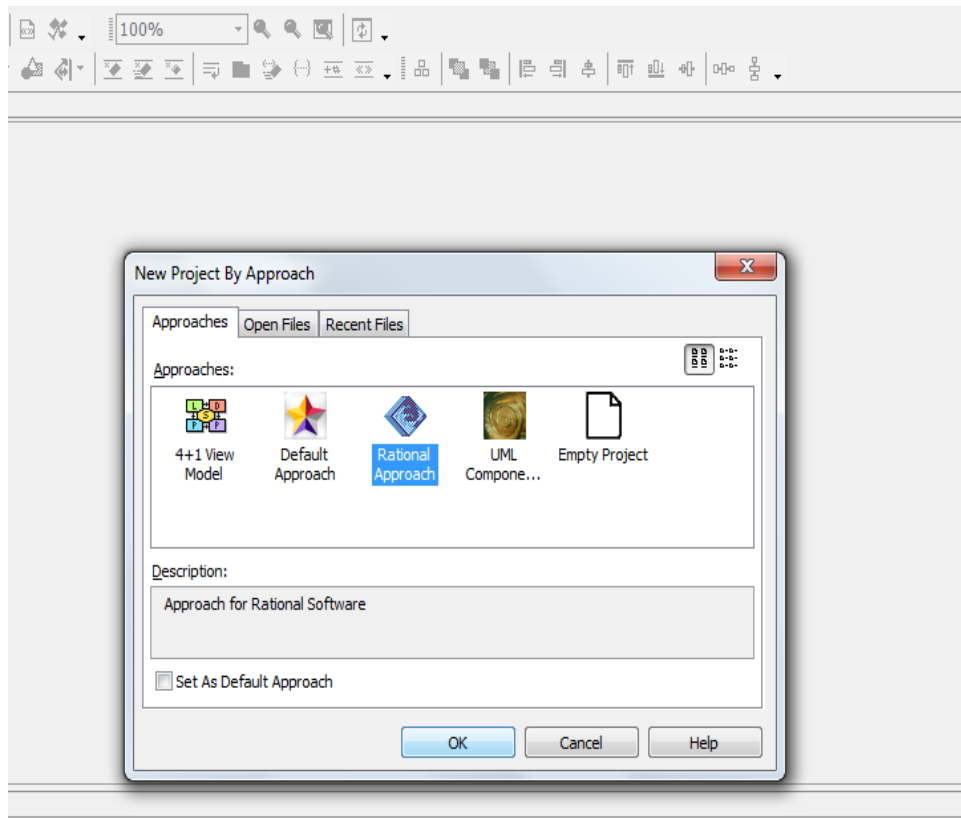 100%
New Project By Approach
Approaches Open Files Recent Files
Approaches:
4+1 View Model
Default Approach
Rational Approach
UML Compone...
Empty Project
Description:
Approach for Rational Software
Set As Default Approach
OK Cancel Help